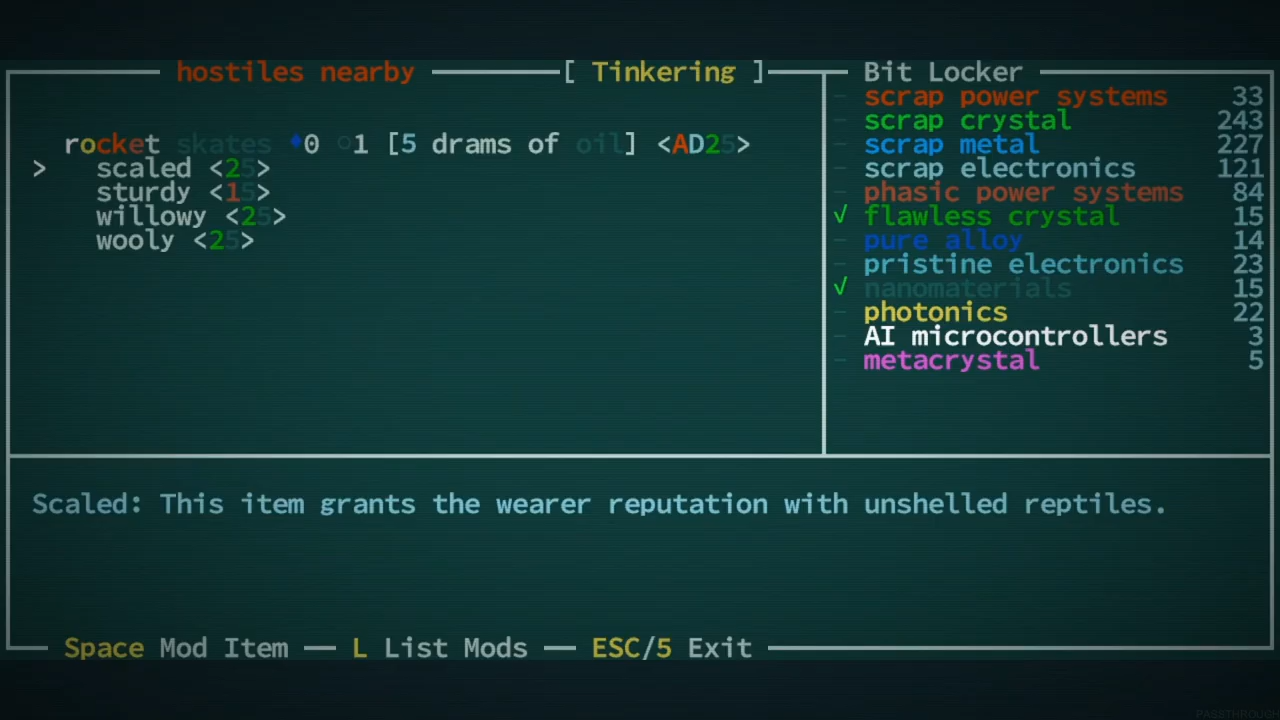 hostiles nearby [ Tinkering ] Bit Locker
rocket skates ♦0 ○1 [5 drams of oil] <AD25>
> scaled <25>
sturdy <15>
willowy <25>
wooly <25>
- scrap power systems 33
- scrap crystal 243
- scrap metal 227
- scrap electronics 121
- phasic power systems 84
√ flawless crystal 15
- pure alloy 14
- pristine electronics 23
√ nanomaterials 15
- photonics 22
- AI microcontrollers 3
- metacrystal 5
Scaled: This item grants the wearer reputation with unshelled reptiles.
Space Mod Item — L List Mods — ESC/5 Exit
PASSTHROUGH